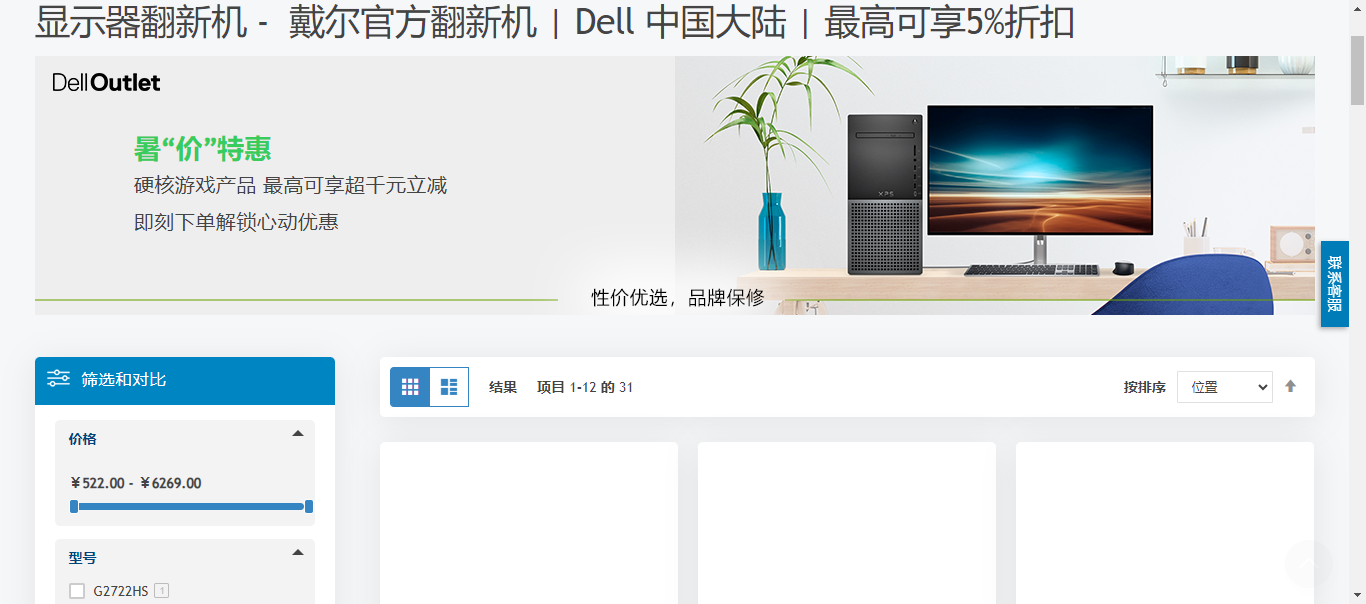 显示器翻新机 - 戴尔官方翻新机 | Dell 中国大陆 | 最高可享5%折扣
DellOutlet
暑“价”特惠
硬核游戏产品 最高可享超千元立减
即刻下单解锁心动优惠
XPS
性价优选，品牌保修
联系客服
筛选和对比
结果 项目 1-12 的 31
按排序 位置
价格
￥522.00 - ￥6269.00
型号
G2722HS 1